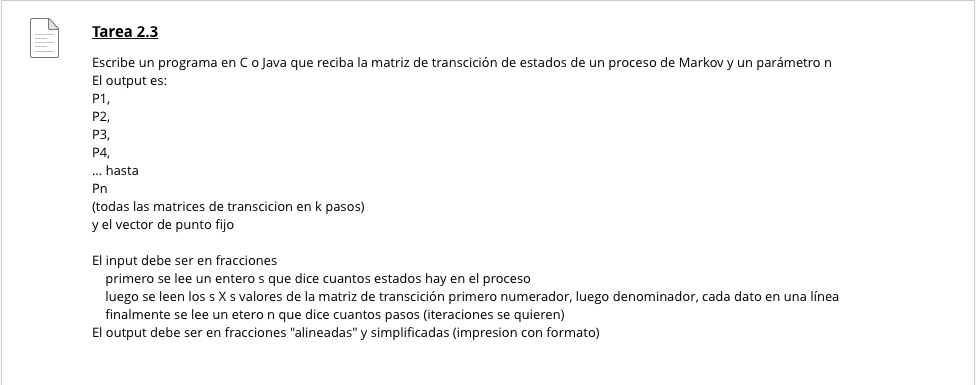 Tarea 2.3
Escribe un programa en C o Java que reciba la matriz de transcición de estados de un proceso de Markov y un parámetro n
El output es:
P1,
P2,
P3,
P4,
... hasta
Pn
(todas las matrices de transcicion en k pasos)
y el vector de punto fijo
El input debe ser en fracciones
primero se lee un entero s que dice cuantos estados hay en el proceso
luego se leen los s X s valores de la matriz de transcición primero numerador, luego denominador, cada dato en una línea
finalmente se lee un etero n que dice cuantos pasos (iteraciones se quieren)
El output debe ser en fracciones "alineadas" y simplificadas (impresion con formato)